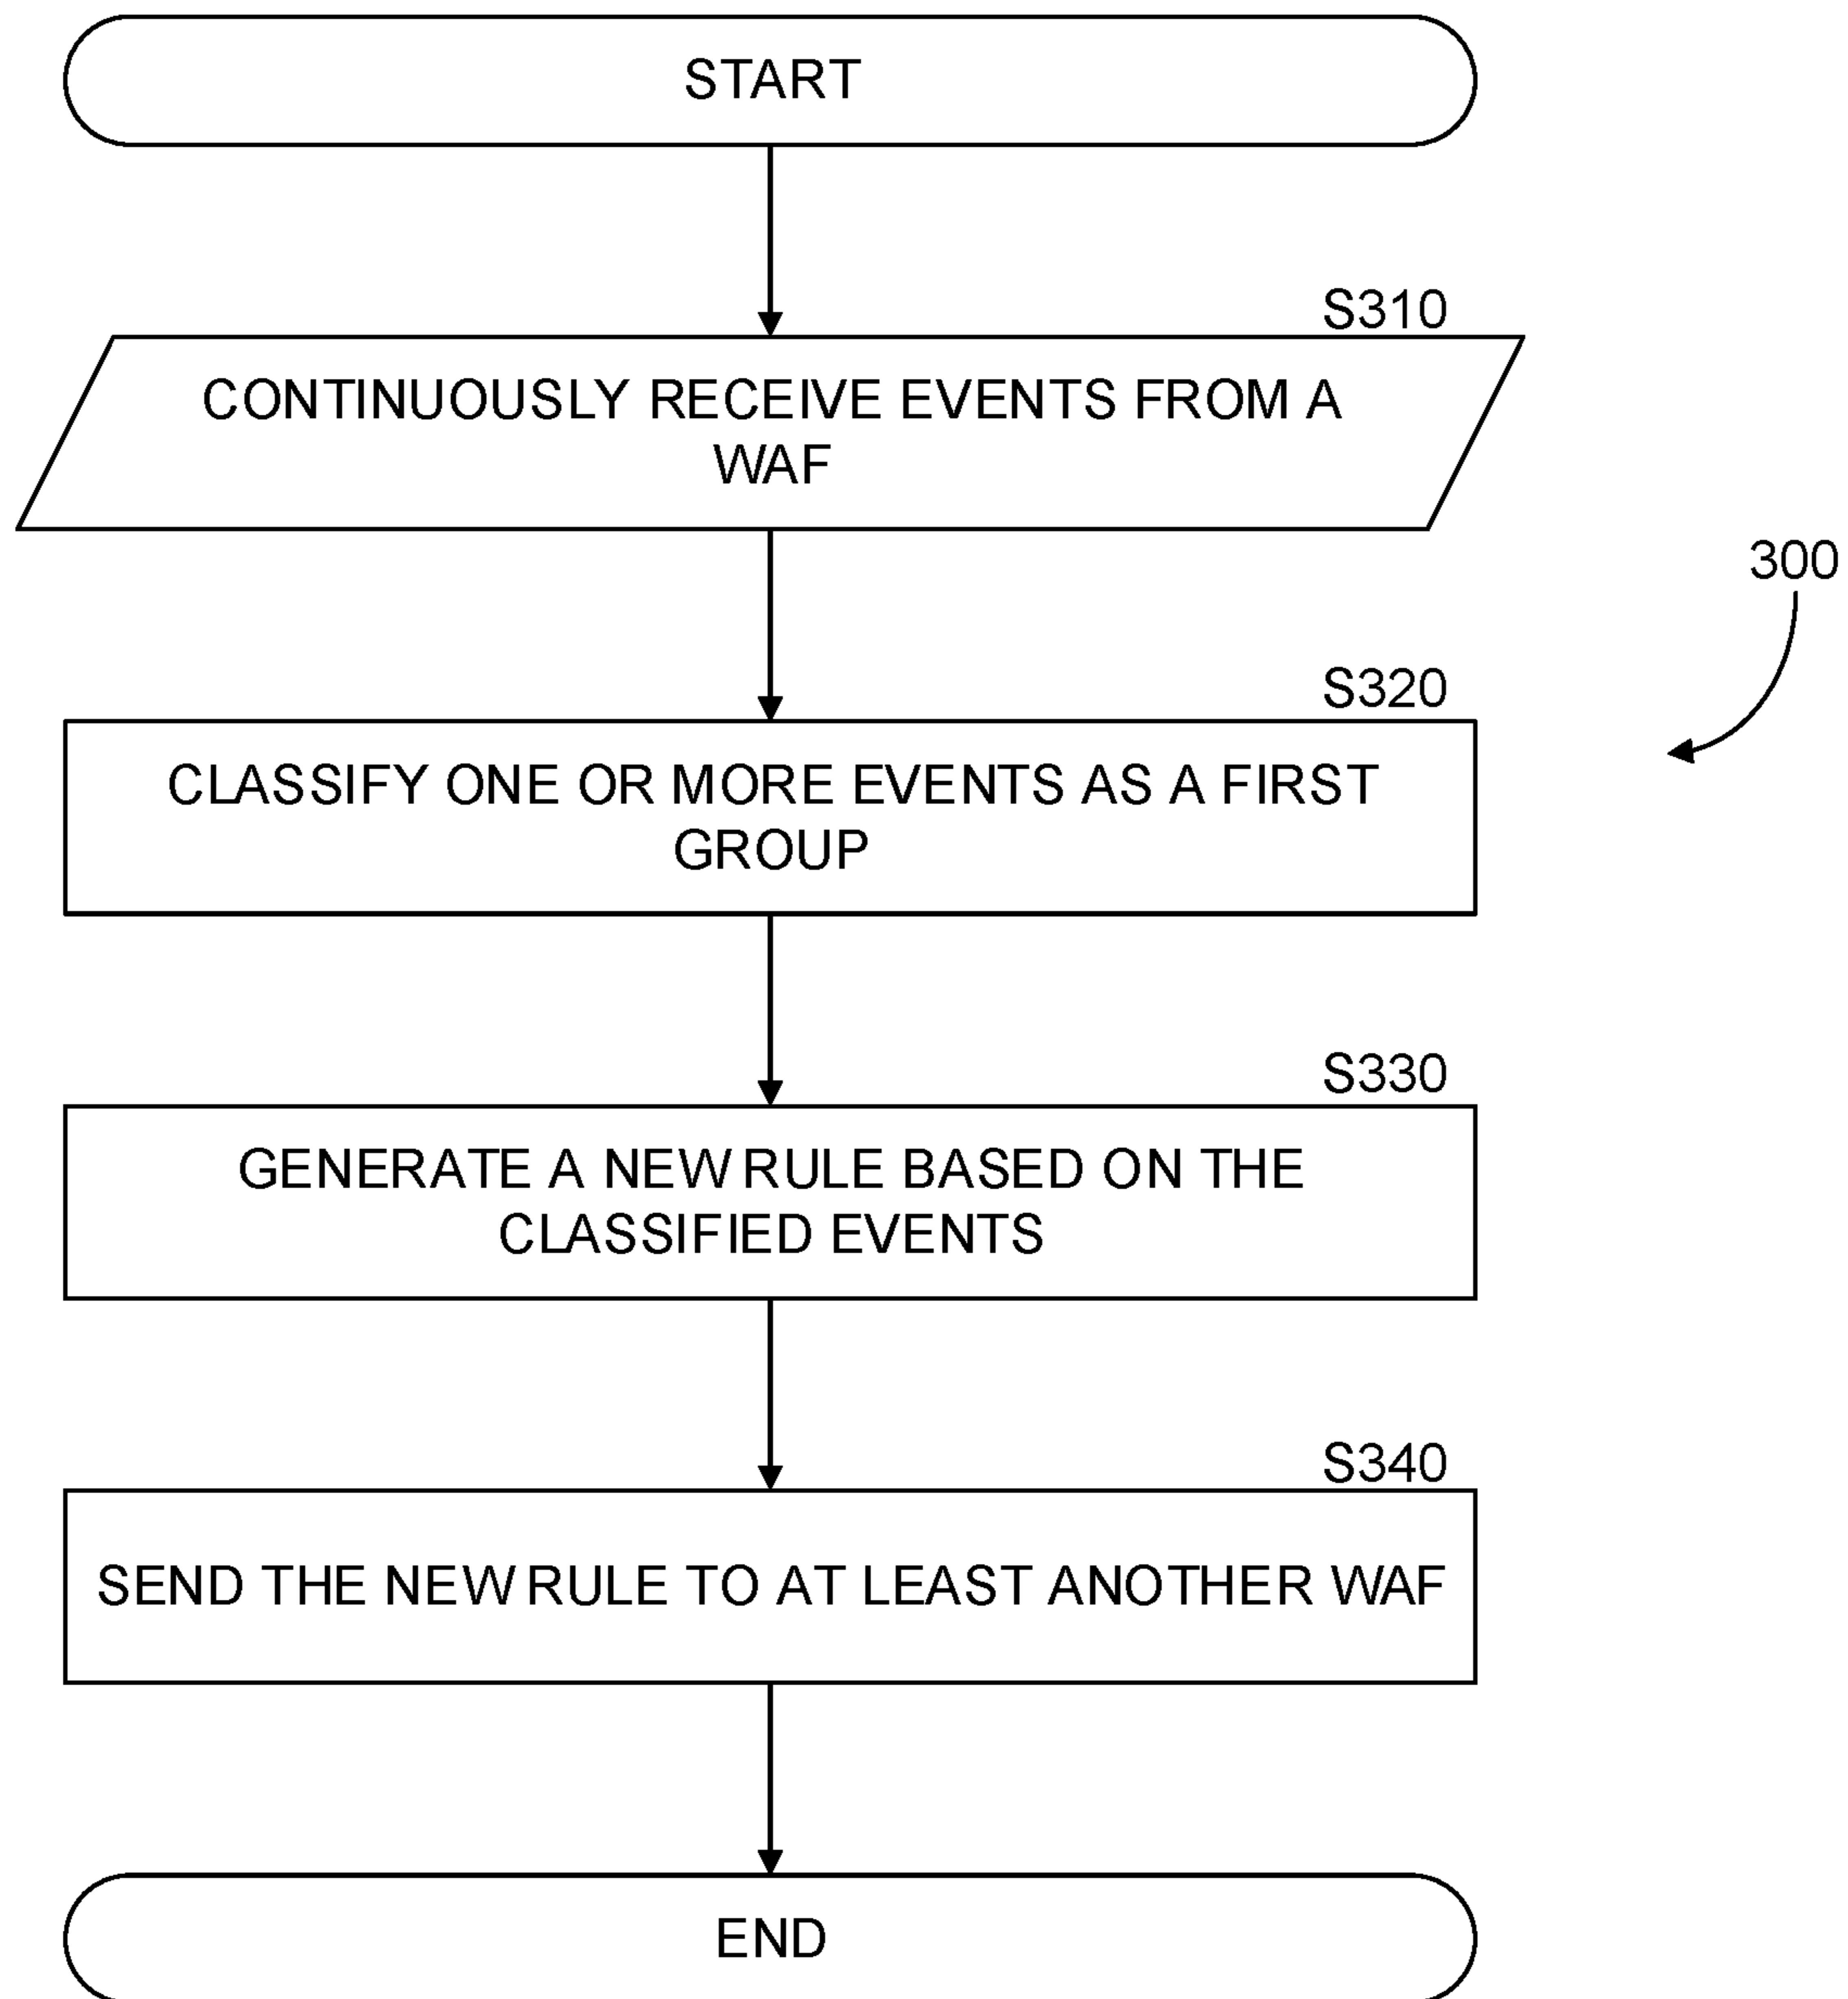 START
S310
CONTINUOUSLY RECEIVE EVENTS FROM A
WAF
300
S320
CLASSIFY ONE OR MORE EVENTS AS A FIRST
GROUP
S330
GENERATE A NEW RULE BASED ON THE
CLASSIFIED EVENTS
S340
SEND THE NEW RULE TO AT LEAST ANOTHER WAF
END